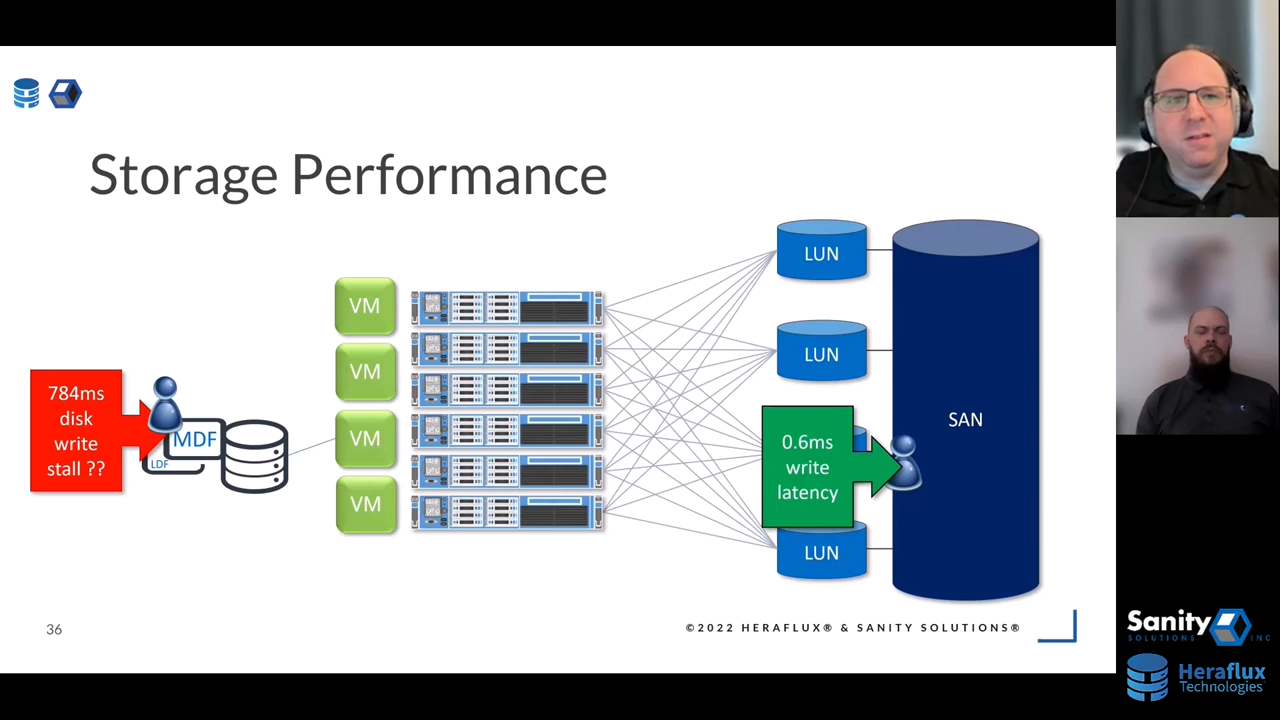 Storage Performance
784ms
disk
write
stall ??
MDF
LDF
VM
VM
VM
VM
LUN
LUN
0.6ms
write
latency
LUN
SAN
36
©2022 HERAFLUX® & SANITY SOLUTIONS®
Sanity
SOLUTIONS INC
Heraflux
Technologies